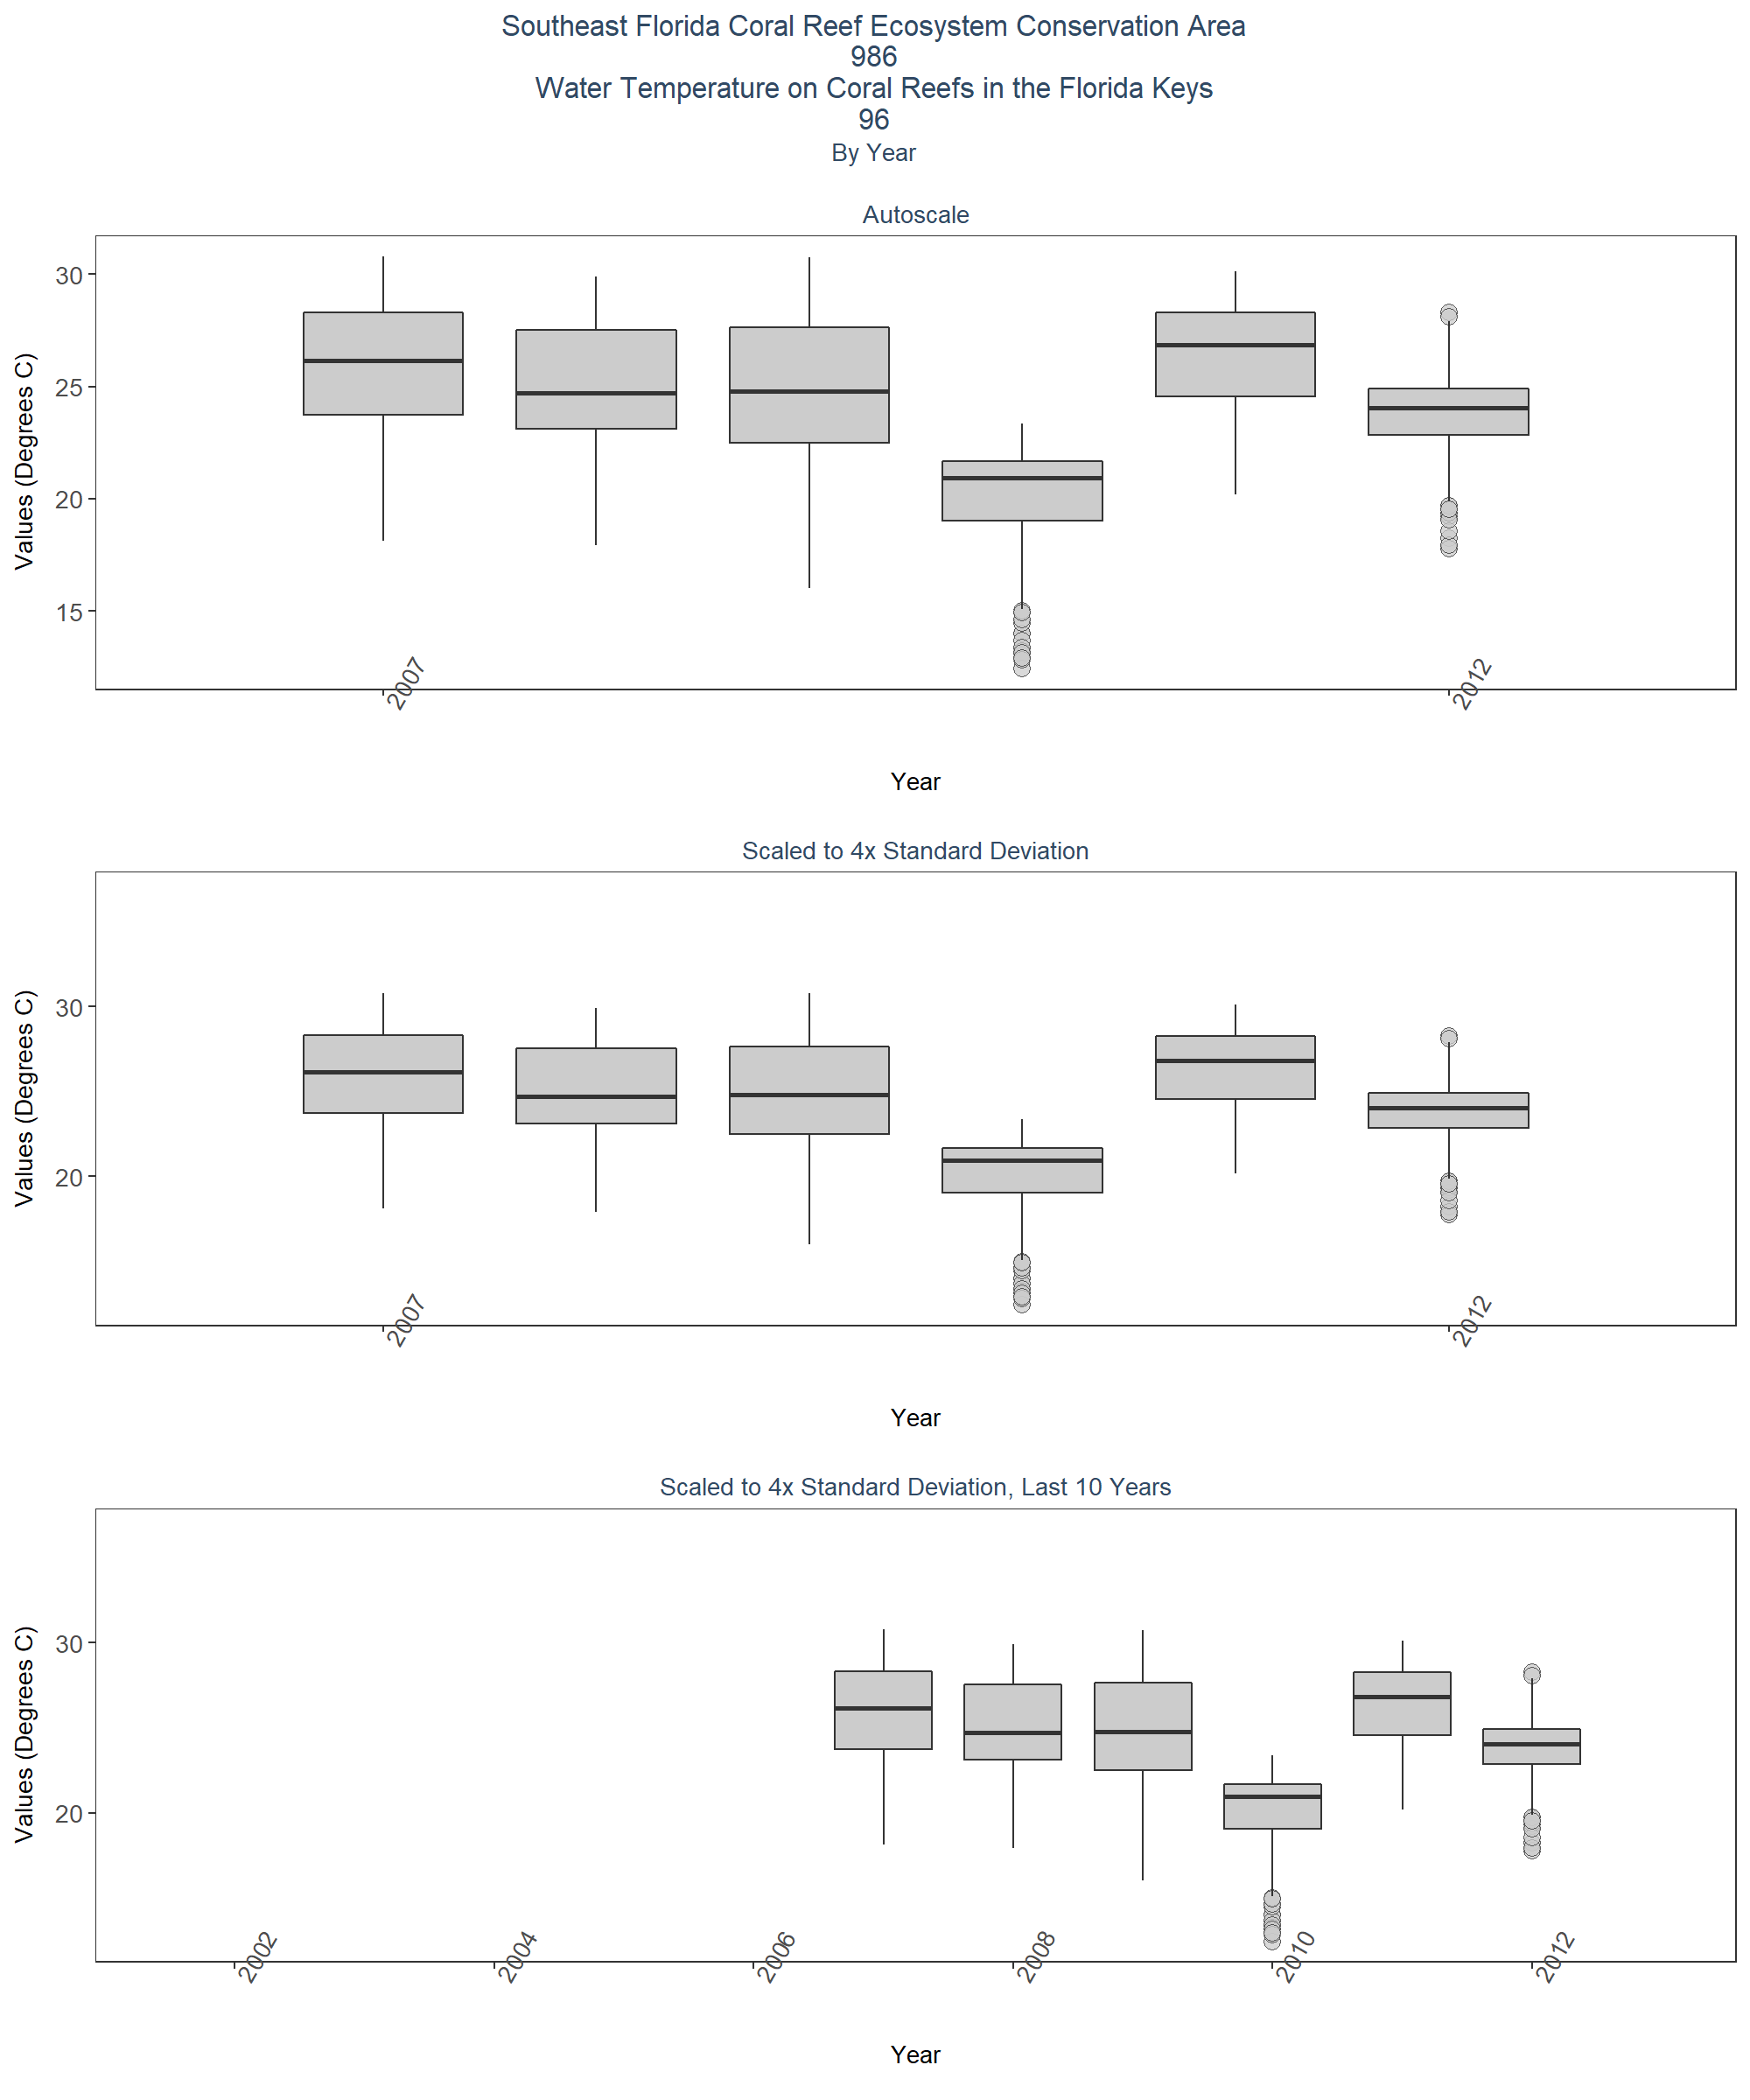 Southeast Florida Coral Reef Ecosystem Conservation Area
986
Water Temperature on Coral Reefs in the Florida Keys
96
By Year
Autoscale
Values (Degrees C)
30
25
20
15
2007
2012
Year
Scaled to 4x Standard Deviation
Values (Degrees C)
30
20
2007
2012
Year
Scaled to 4x Standard Deviation, Last 10 Years
Values (Degrees C)
30
20
2002
2004
2006
2008
2010
2012
Year